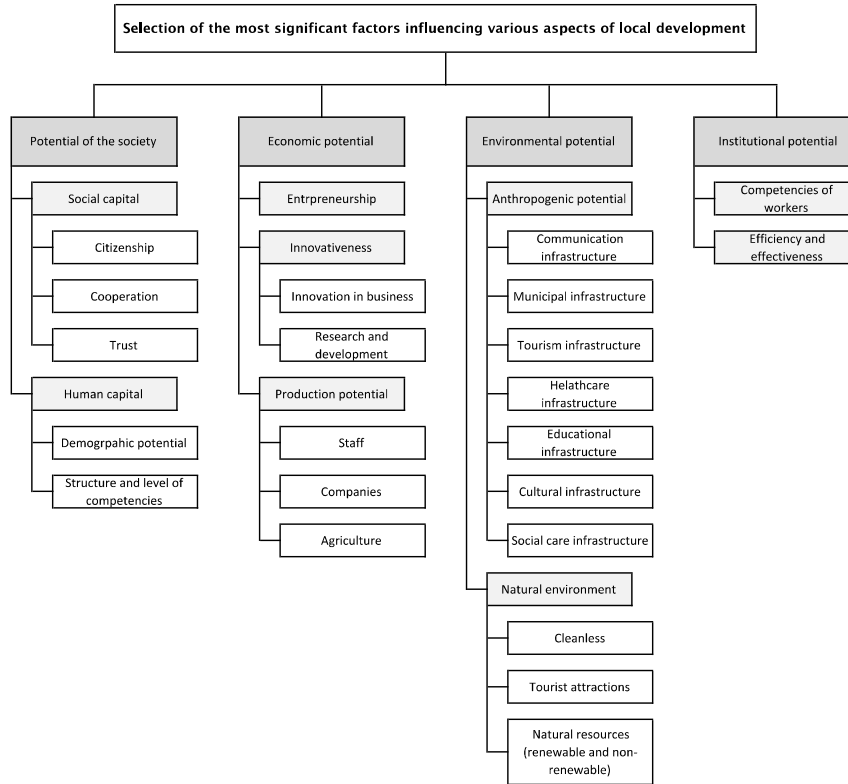 Selection of the most significant factors influencing various aspects of local development
Potential of the society
Social capital
Citizenship
Cooperation
Trust
Human capital
Demogrpahic potential
Structure and level of
competencies
Economic potential
Entrpreneurship
Innovativeness
Innovation in business
Research and
development
Production potential
Staff
Companies
Agriculture
Environmental potential
Anthropogenic potential
Communication
infrastructure
Municipal infrastructure
Tourism infrastructure
Helathcare
infrastructure
Educational
infrastructure
Cultural infrastructure
Social care infrastructure
Natural environment
Cleanless
Tourist attractions
Natural resources
(renewable and non-
renewable)
Institutional potential
Competencies of
workers
Efficiency and
effectiveness